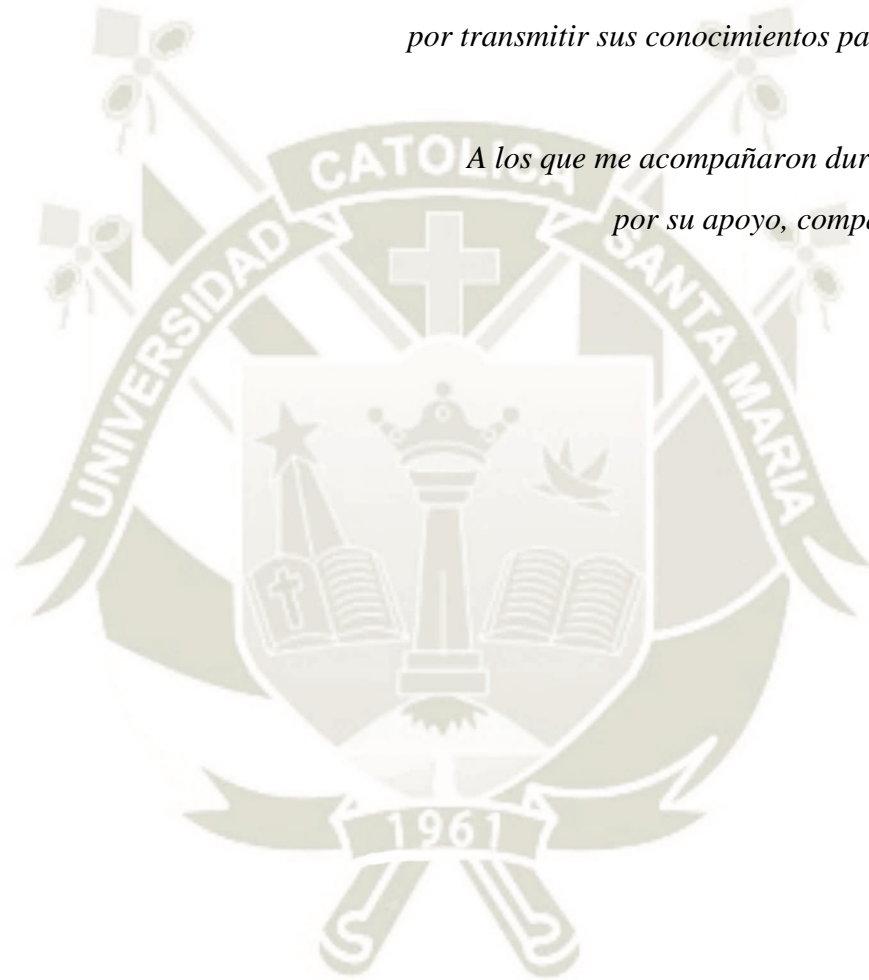 por transmitir sus conocimientos pa
A los que me acompañaron dur
por su apoyo, comp
CATOLICA
UNIVERSIDAD
SANTA MARIA
1961